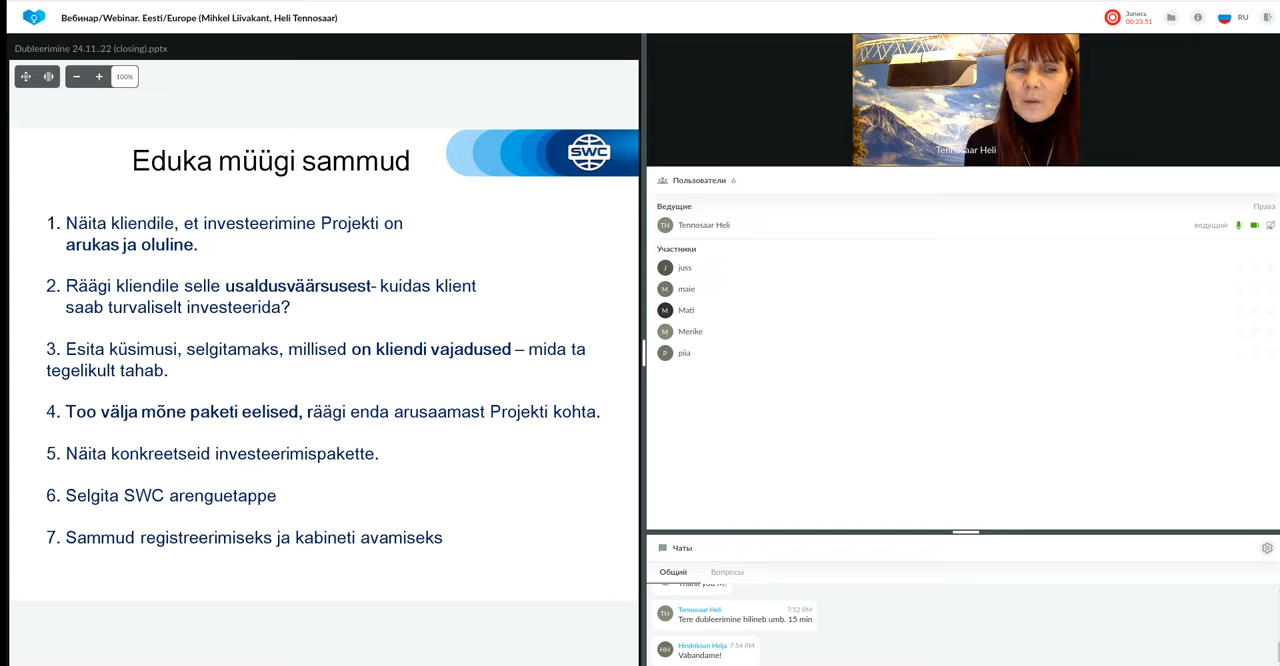 Вебинар/Webinar. Eesti/Europe (Mihkel Liivakant, Heli Tennosaar)
Запись
00:33:51
RU
Dubleerimine 24.11..22 (closing).pptx
100%
Eduka müügi sammud
SWC
1. Näita kliendile, et investeerimine Projekti on
arukas ja oluline.
2. Räägi kliendile selle usaldusväärsusest- kuidas klient
saab turvaliselt investeerida?
3. Esita küsimusi, selgitamaks, millised on kliendi vajadused – mida ta
tegelikult tahab.
4. Too välja mõne paketi eelised, räägi enda arusaamast Projekti kohta.
5. Näita konkreetseid investeerimispakette.
6. Selgita SWC arenguetappe
7. Sammud registreerimiseks ja kabineti avamiseks
Tennosaar Heli
Пользователи 6
Ведущие
Права
TH Tennosaar Heli
ведущий
Участники
J juss
M maie
M Mati
M Merike
P piia
Чаты
Общий
Вопросы
Thank you M!
TH Tennosaar Heli 7:52 PM
Tere dubleerimine hilineb umb. 15 min
HH Hindrikson Helja 7:54 PM
Vabandame!